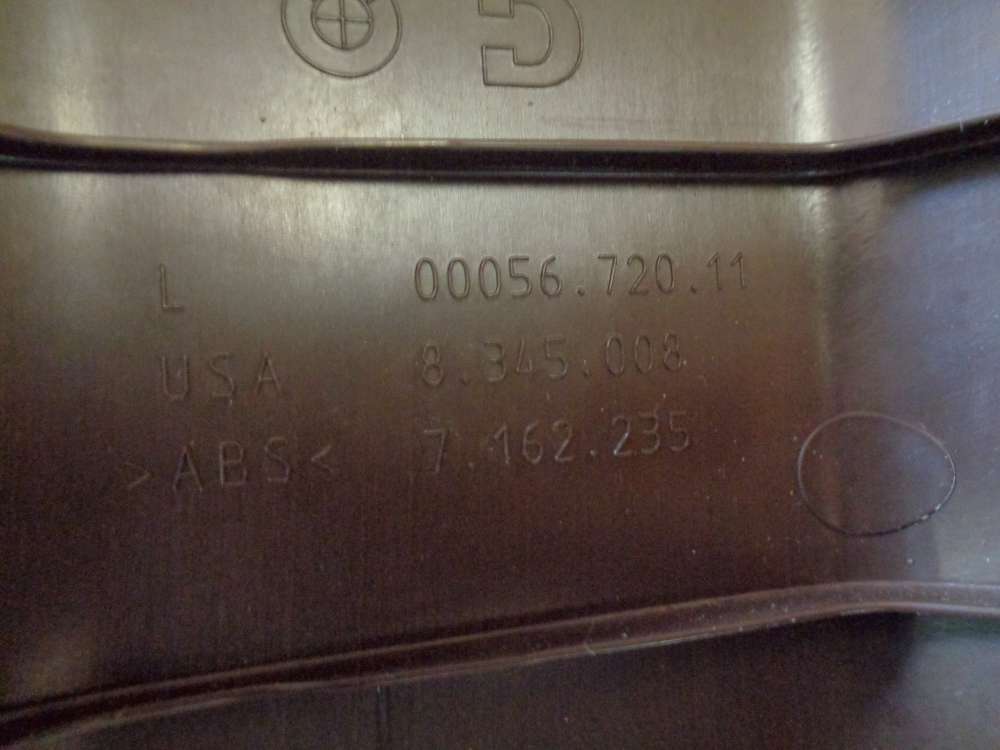 L 00056.720.11
USA 8.345.008
>ABS< 7.162.235